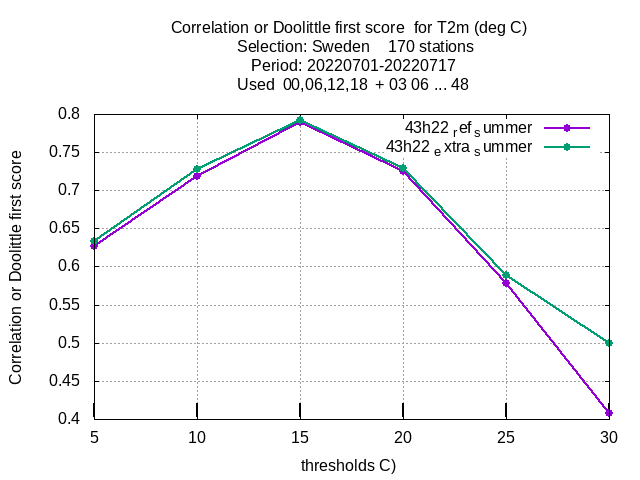 Correlation or Doolittle first score  for T2m (deg C)
Selection: Sweden    170 stations
Period: 20220701-20220717
Used  00,06,12,18  + 03 06 ... 48
43h22 ref summer
43h22 extra summer
Correlation or Doolittle first score
0.8
0.75
0.7
0.65
0.6
0.55
0.5
0.45
0.4
5 10 15 20 25 30
thresholds C)